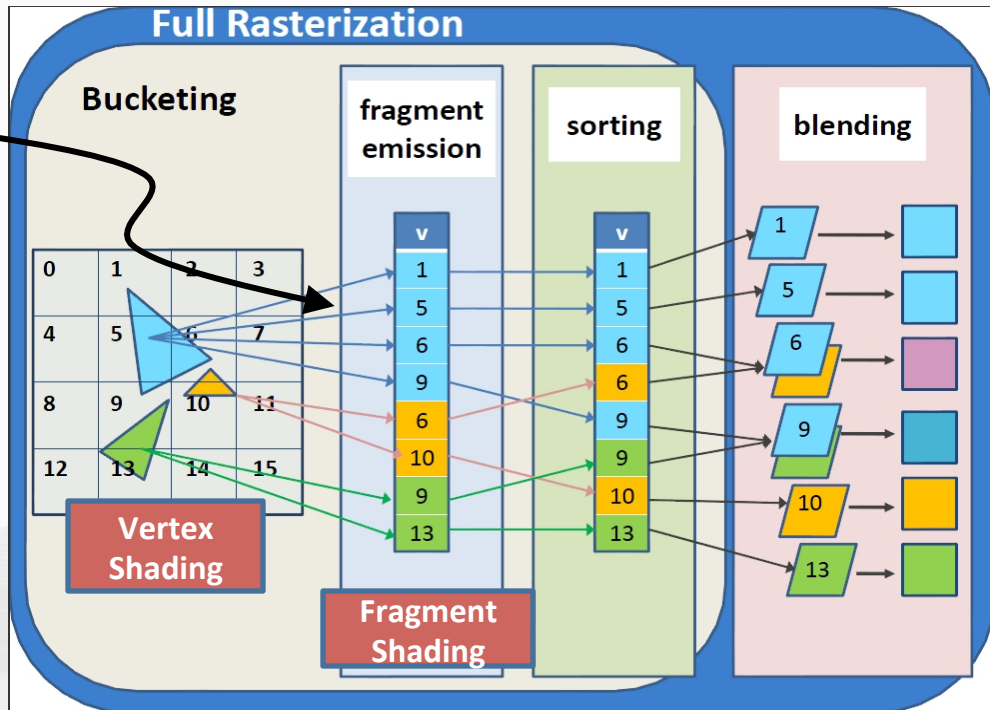 Full Rasterization
Bucketing
fragment
emission
sorting
blending
0 1 2 3
4 5 6 7
8 9 10 11
12 13 14 15
Vertex
Shading
v
1
5
6
9
6
10
9
13
Fragment
Shading
v
1
5
6
6
9
9
10
13
1
5
6
9
10
13